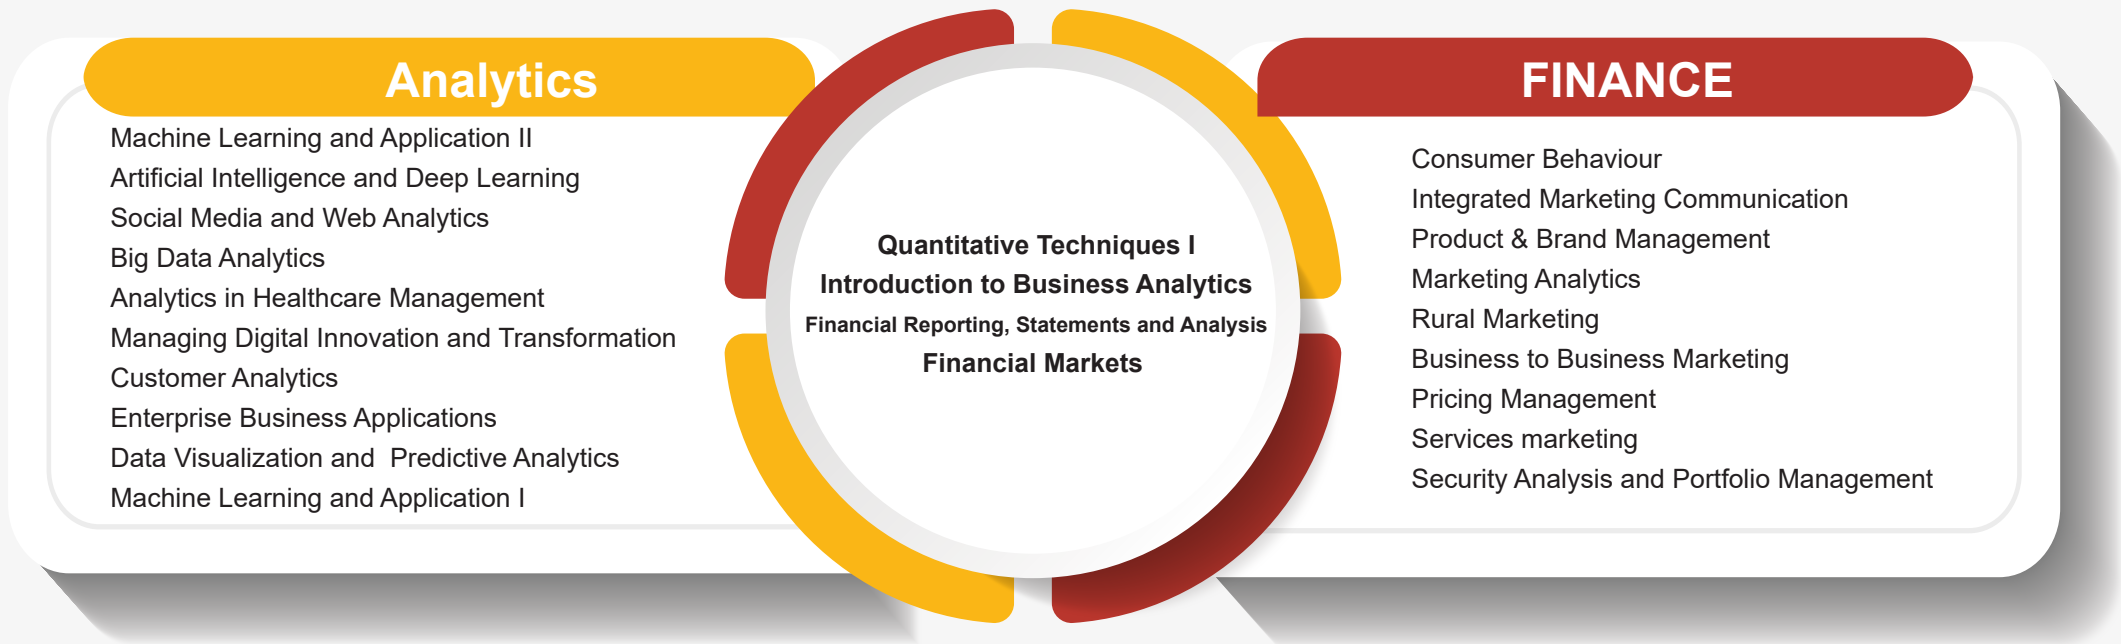 Analytics
Machine Learning and Application II
Artificial Intelligence and Deep Learning
Social Media and Web Analytics
Big Data Analytics
Analytics in Healthcare Management
Managing Digital Innovation and Transformation
Customer Analytics
Enterprise Business Applications
Data Visualization and  Predictive Analytics
Machine Learning and Application I
Quantitative Techniques I
Introduction to Business Analytics
Financial Reporting, Statements and Analysis
Financial Markets
FINANCE
Consumer Behaviour
Integrated Marketing Communication
Product & Brand Management
Marketing Analytics
Rural Marketing
Business to Business Marketing
Pricing Management
Services marketing
Security Analysis and Portfolio Management